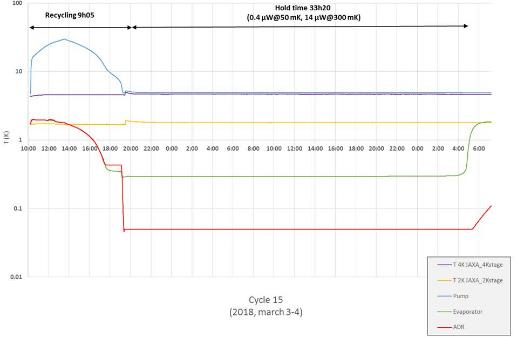 Recycling 9h05
Hold time 33h20
(0.4 µW@50 mK, 14 µW@300 mK)
100
10
1
0.1
0.01
T (K)
10:00 12:00 14:00 16:00 18:00 20:00 22:00 0:00 2:00 4:00 6:00 8:00 10:00 12:00 14:00 16:00 18:00 20:00 22:00 0:00 2:00 4:00 6:00
T 4K JAXA_4Kstage
T 2K JAXA_2Kstage
Pump
Evaporator
ADR
Cycle 15
(2018, march 3-4)